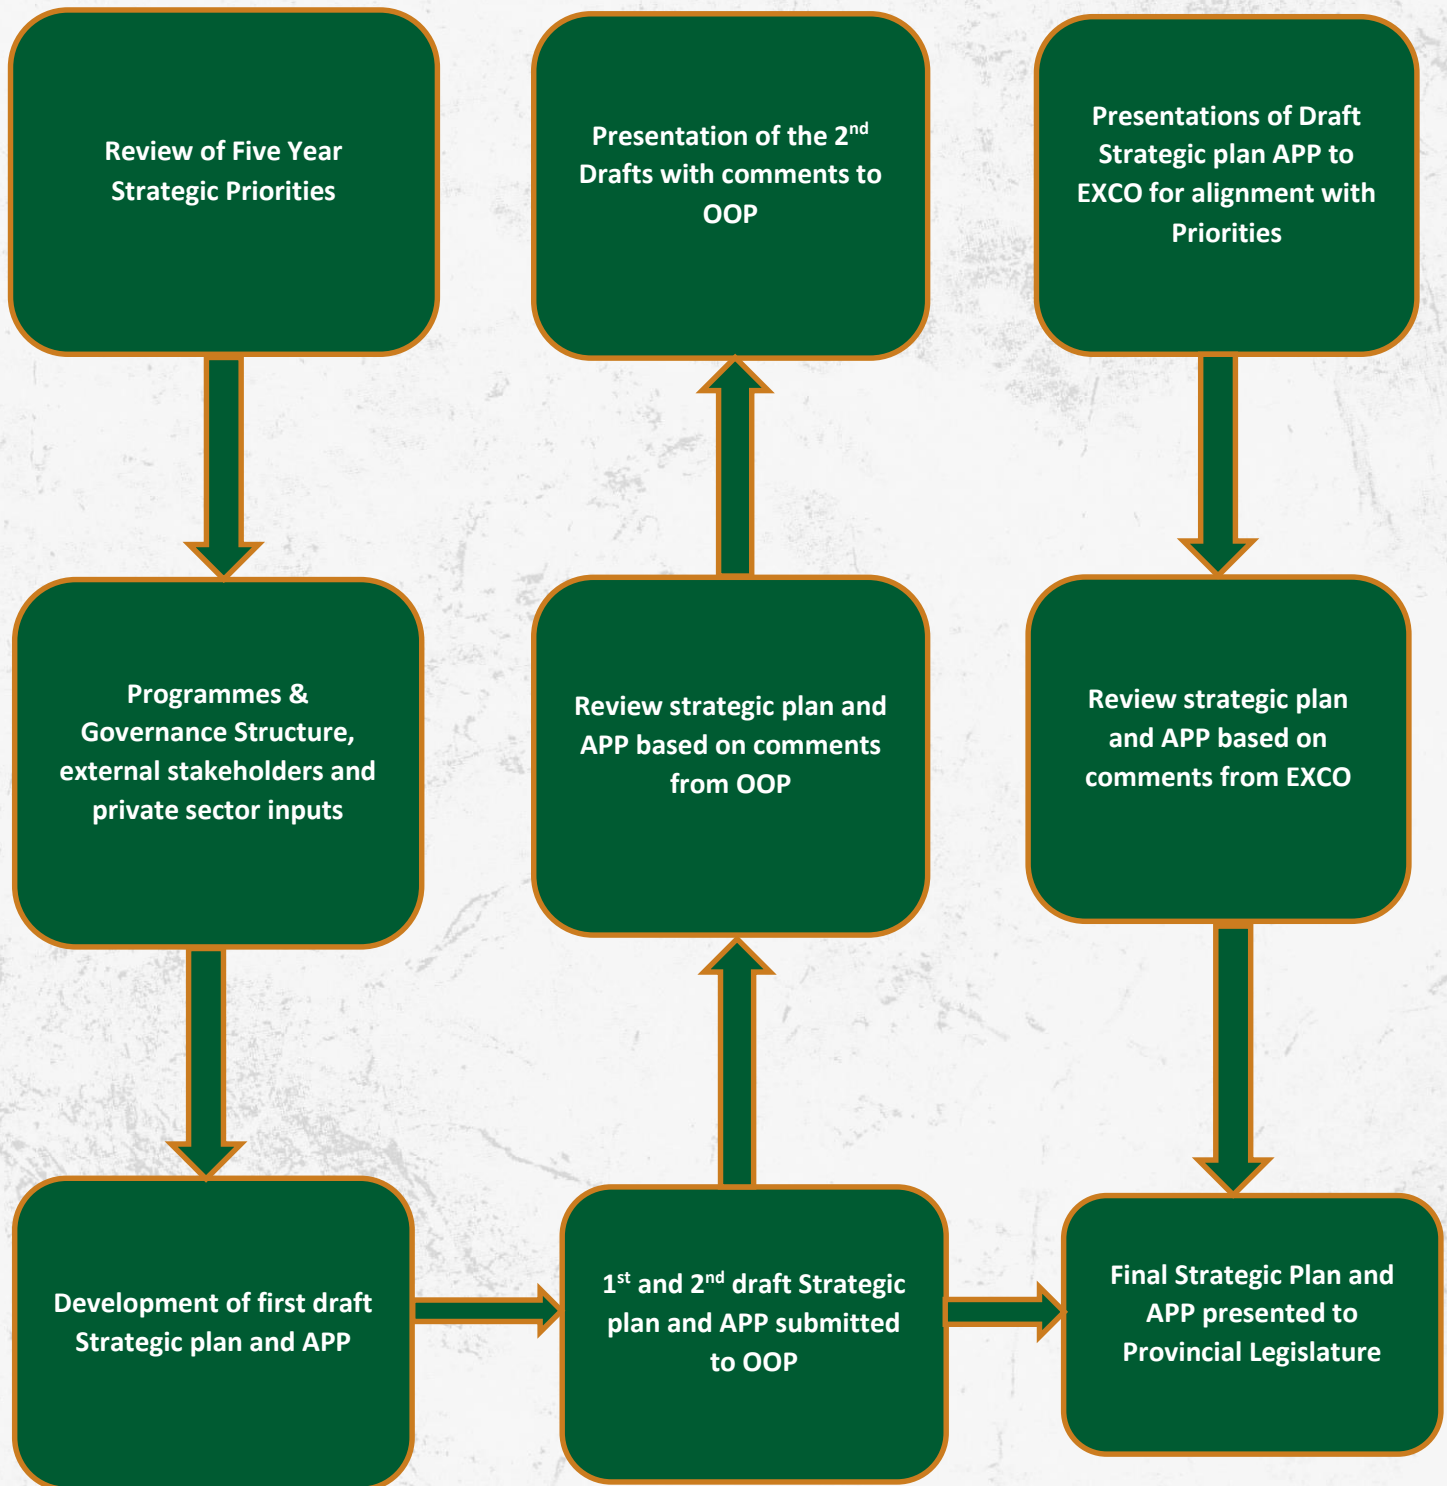 Review of Five Year
Strategic Priorities
Presentation of the 2nd
Drafts with comments to
OOP
Presentations of Draft
Strategic plan APP to
EXCO for alignment with
Priorities
Programmes &
Governance Structure,
external stakeholders and
private sector inputs
Review strategic plan and
APP based on comments
from OOP
Review strategic plan
and APP based on
comments from EXCO
Development of first draft
Strategic plan and APP
1st and 2nd draft Strategic
plan and APP submitted
to OOP
Final Strategic Plan and
APP presented to
Provincial Legislature